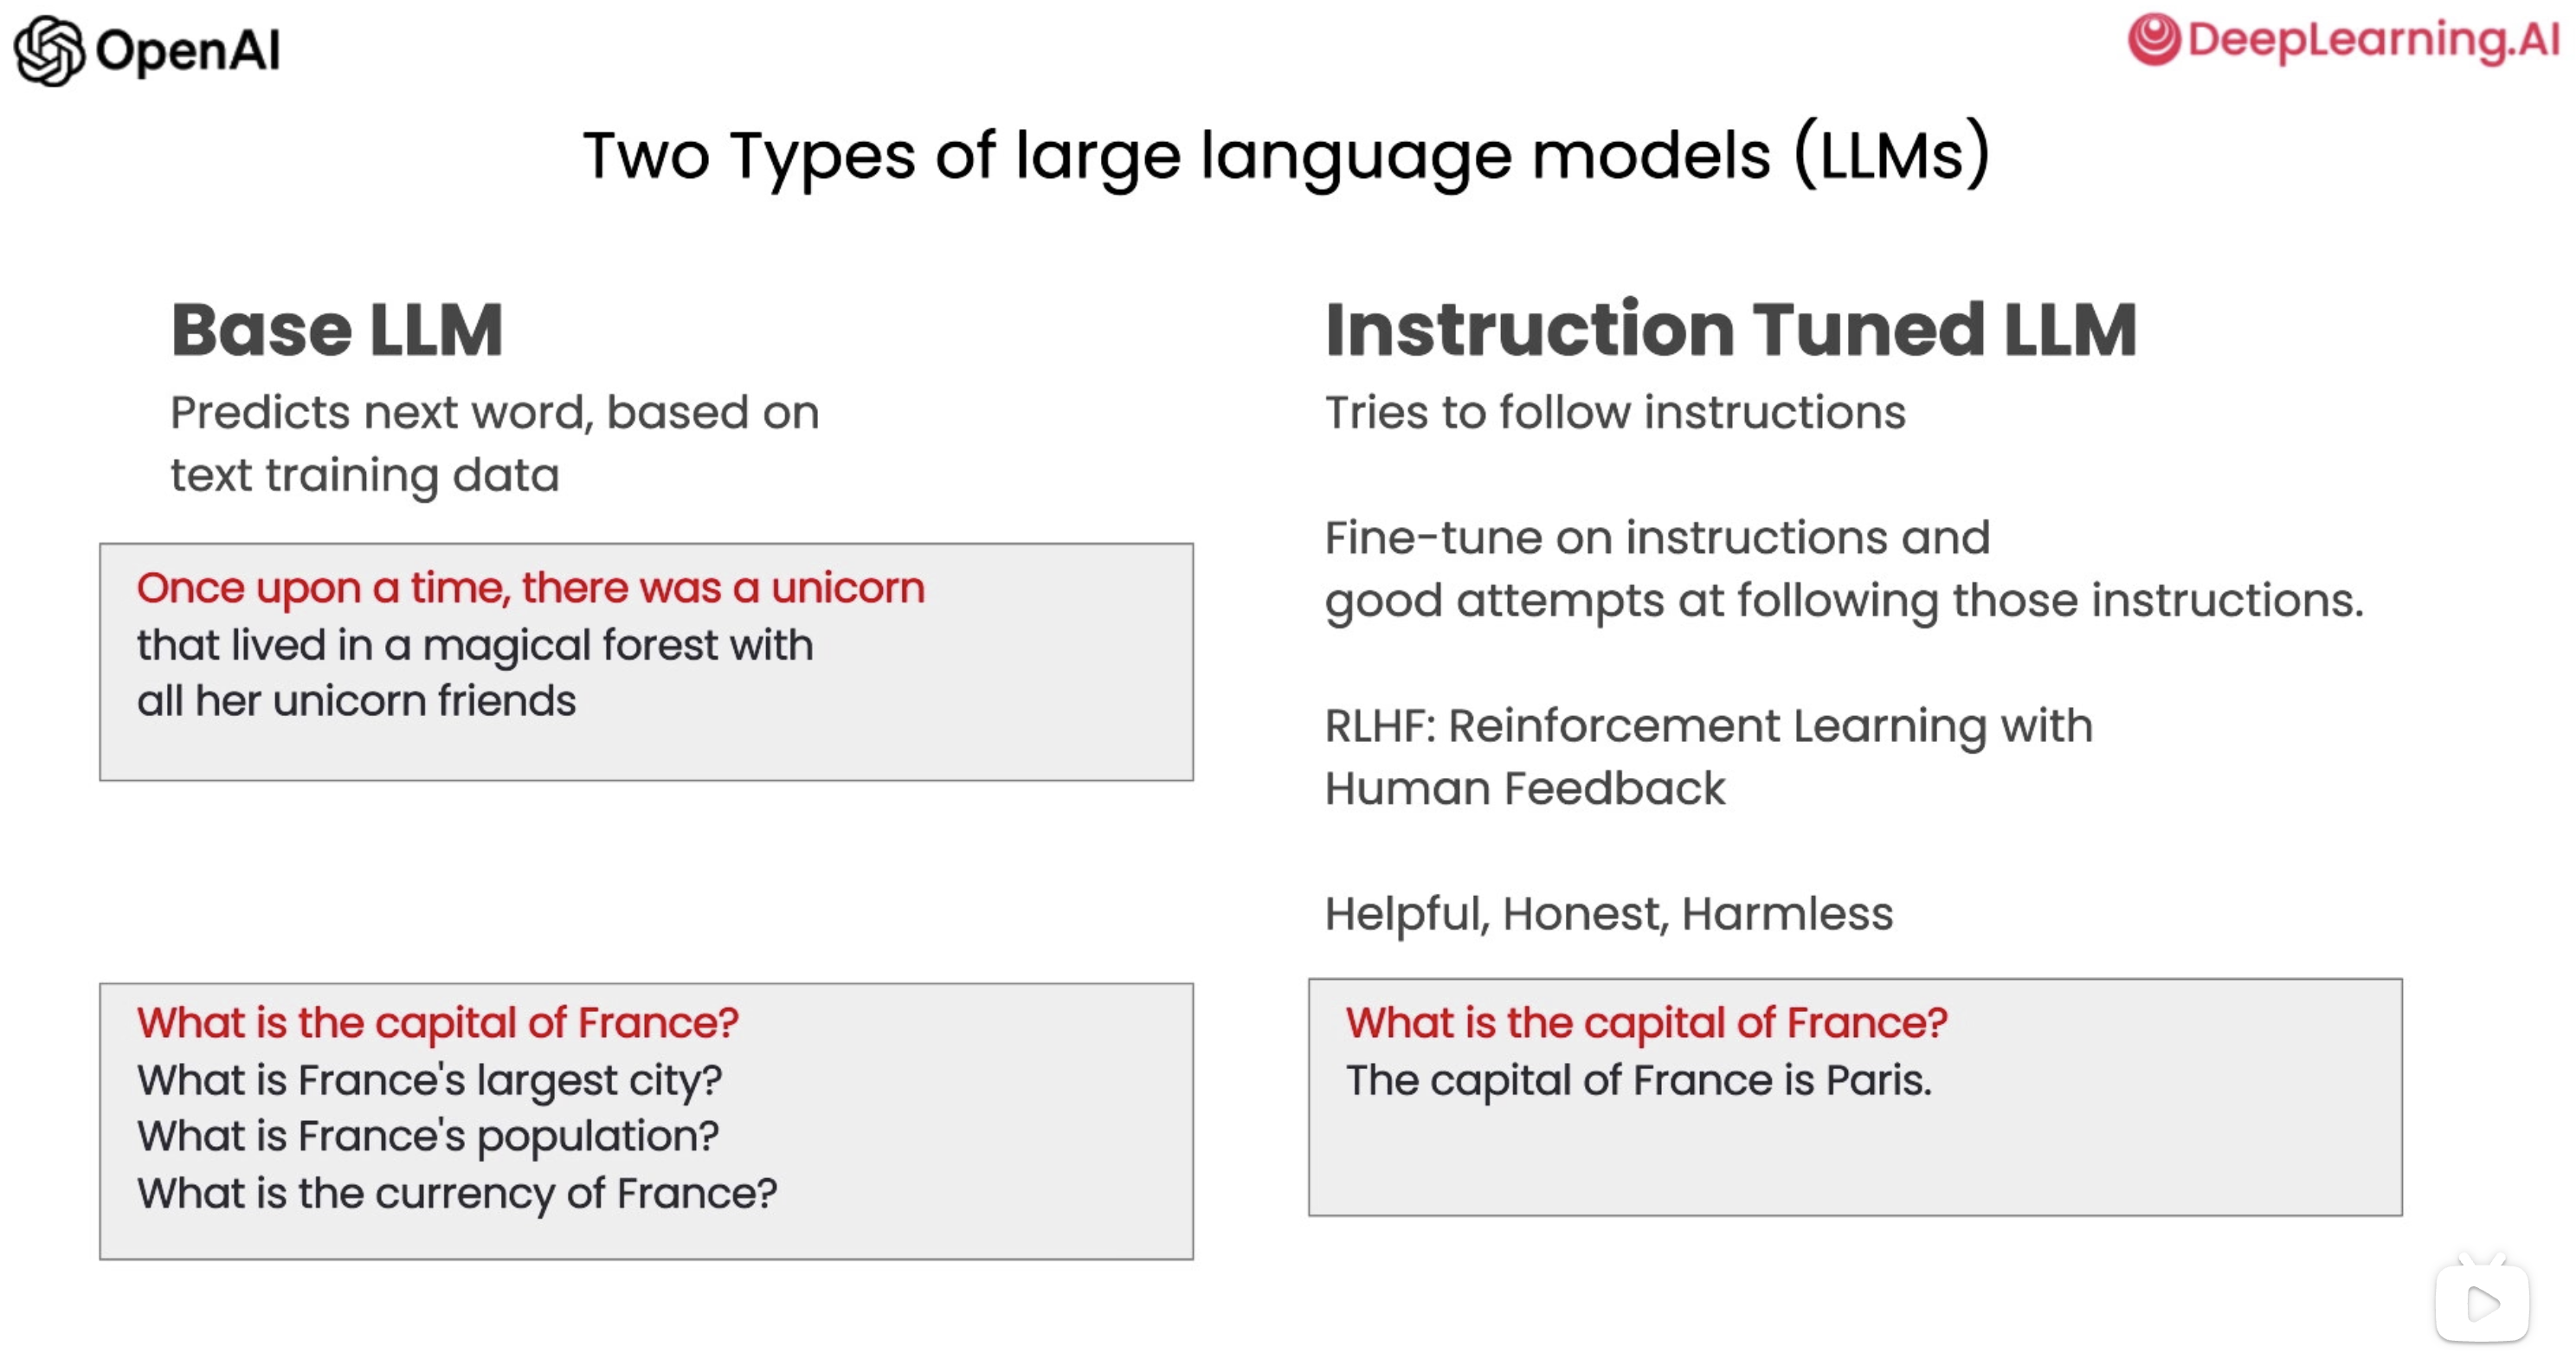 OpenAI
DeepLearning.AI
Two Types of large language models (LLMs)
Base LLM
Predicts next word, based on
text training data
Once upon a time, there was a unicorn
that lived in a magical forest with
all her unicorn friends
What is the capital of France?
What is France's largest city?
What is France's population?
What is the currency of France?
Instruction Tuned LLM
Tries to follow instructions
Fine-tune on instructions and
good attempts at following those instructions.
RLHF: Reinforcement Learning with
Human Feedback
Helpful, Honest, Harmless
What is the capital of France?
The capital of France is Paris.